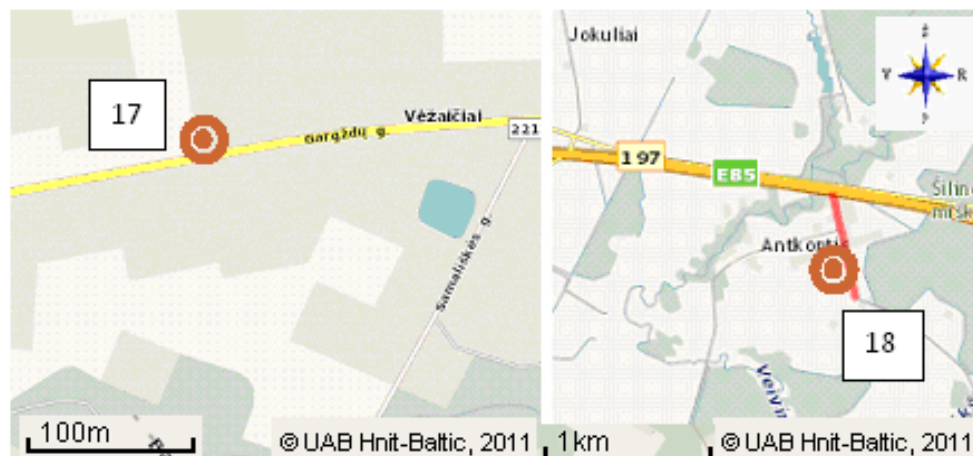 17
Vėžaičiai
Gargždų g.
221
Samališkės g.
100m
© UAB Hnit-Baltic, 2011
Jokuliai
Š
Y R
P
197
E85
Antkoptis
18
1km
© UAB Hnit-Baltic, 2011